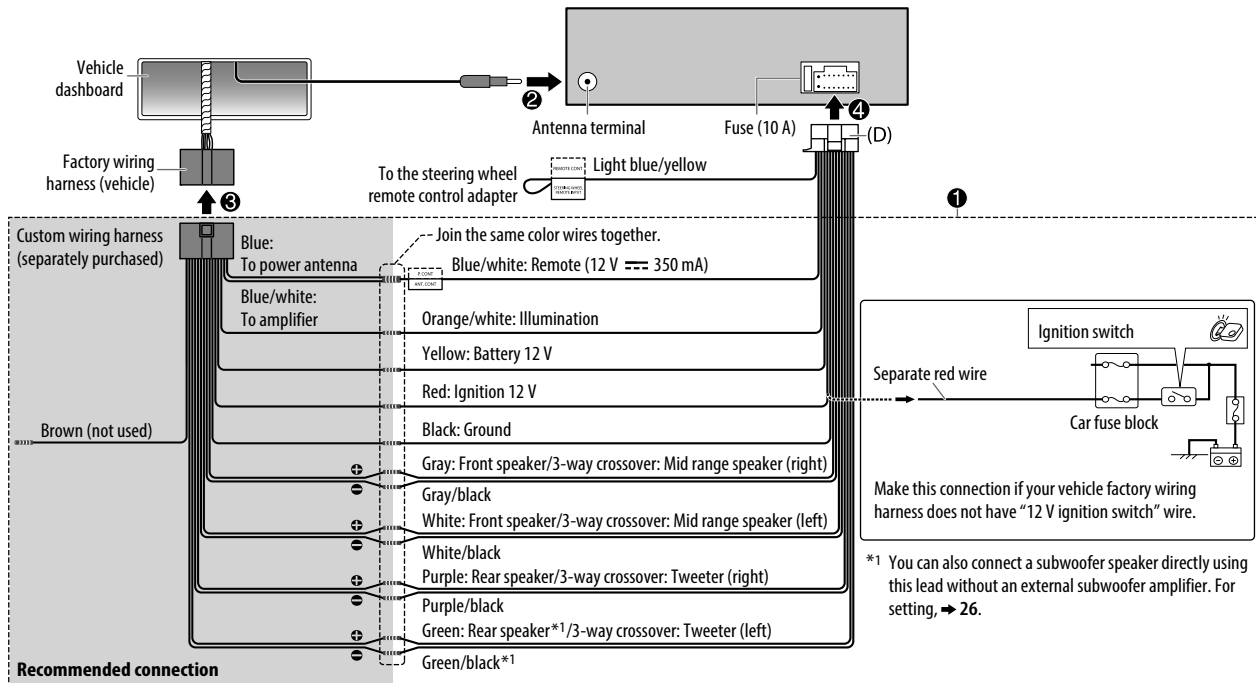 Vehicle
dashboard
❷
Antenna terminal
Fuse (10 A)
❹
(D)
Factory wiring
harness (vehicle)
❸
To the steering wheel
remote control adapter
REMOTE CONT
STEERING WHEEL
REMOTE INPUT
Light blue/yellow
❶
Custom wiring harness
(separately purchased)
Blue:
To power antenna
Join the same color wires together.
P.CONT
ANT. CONT
Blue/white: Remote (12 V ⎓ 350 mA)
Blue/white:
To amplifier
Orange/white: Illumination
Yellow: Battery 12 V
Red: Ignition 12 V
Brown (not used)
Black: Ground
⊕ Gray: Front speaker/3-way crossover: Mid range speaker (right)
⊖ Gray/black
⊕ White: Front speaker/3-way crossover: Mid range speaker (left)
⊖ White/black
⊕ Purple: Rear speaker/3-way crossover: Tweeter (right)
⊖ Purple/black
⊕ Green: Rear speaker*1/3-way crossover: Tweeter (left)
⊖ Green/black*1
Recommended connection
Ignition switch
Separate red wire
Car fuse block
⊖ ⊕
Make this connection if your vehicle factory wiring
harness does not have “12 V ignition switch” wire.
*1 You can also connect a subwoofer speaker directly using
this lead without an external subwoofer amplifier. For
setting, ➜ 26.